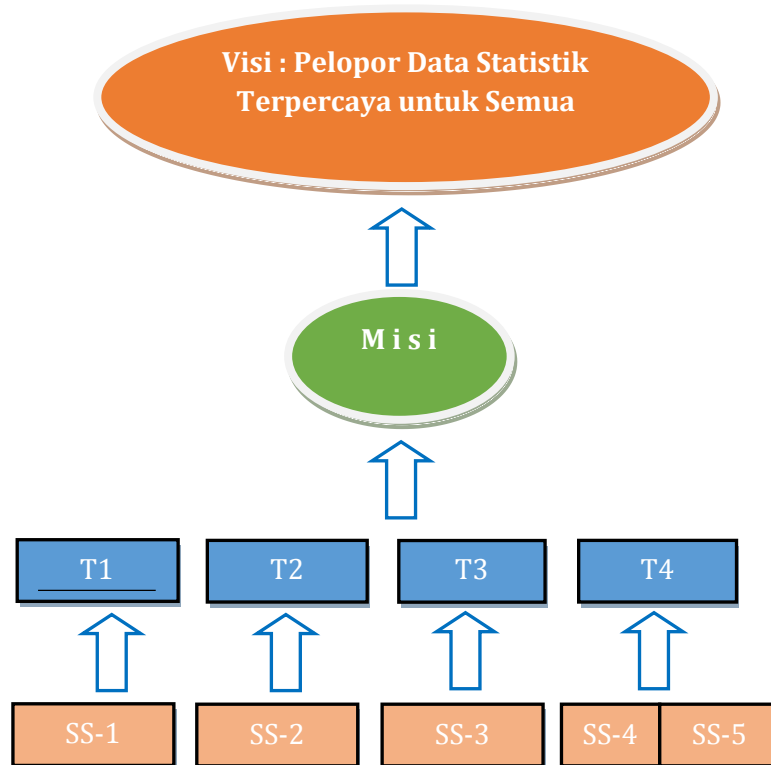 Visi : Pelopor Data Statistik
Terpercaya untuk Semua
M i s i
T1 T2 T3 T4
SS-1 SS-2 SS-3 SS-4 SS-5